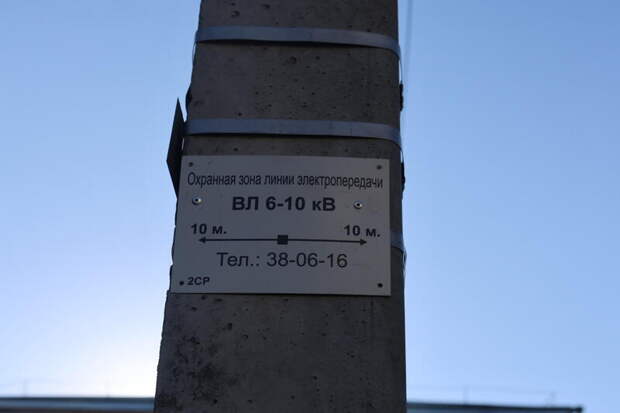 Охранная зона линии электропередачи
ВЛ 6-10 кВ
10 м. 10 м.
Тел.: 38-06-16
2СР